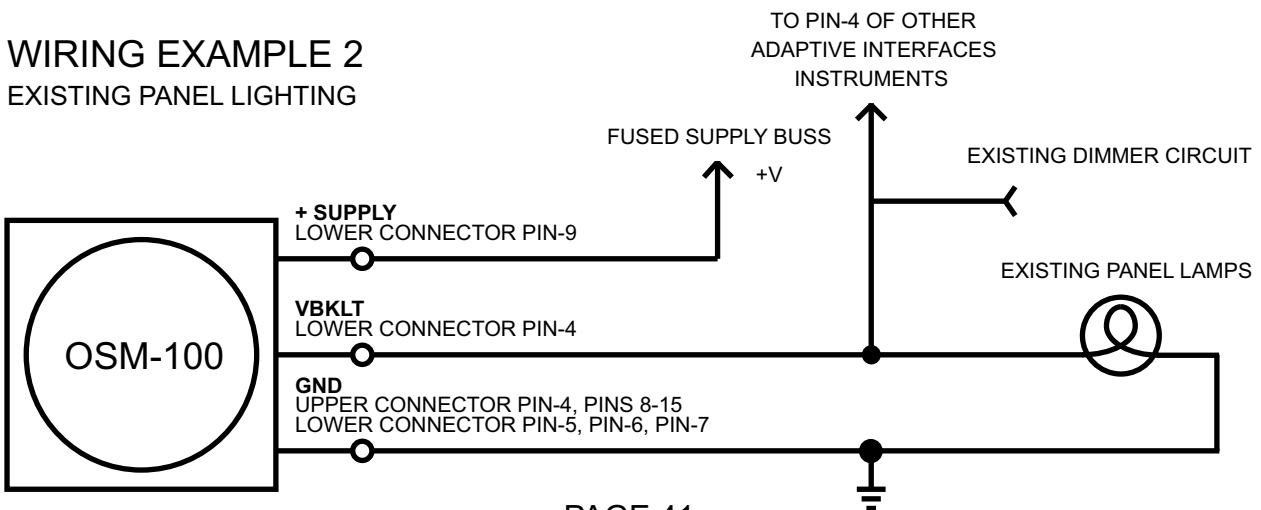 WIRING EXAMPLE 2
EXISTING PANEL LIGHTING
TO PIN-4 OF OTHER
ADAPTIVE INTERFACES
INSTRUMENTS
FUSED SUPPLY BUSS
+V
EXISTING DIMMER CIRCUIT
+ SUPPLY
LOWER CONNECTOR PIN-9
EXISTING PANEL LAMPS
VBKLT
LOWER CONNECTOR PIN-4
OSM-100
GND
UPPER CONNECTOR PIN-4, PINS 8-15
LOWER CONNECTOR PIN-5, PIN-6, PIN-7
PAGE 41